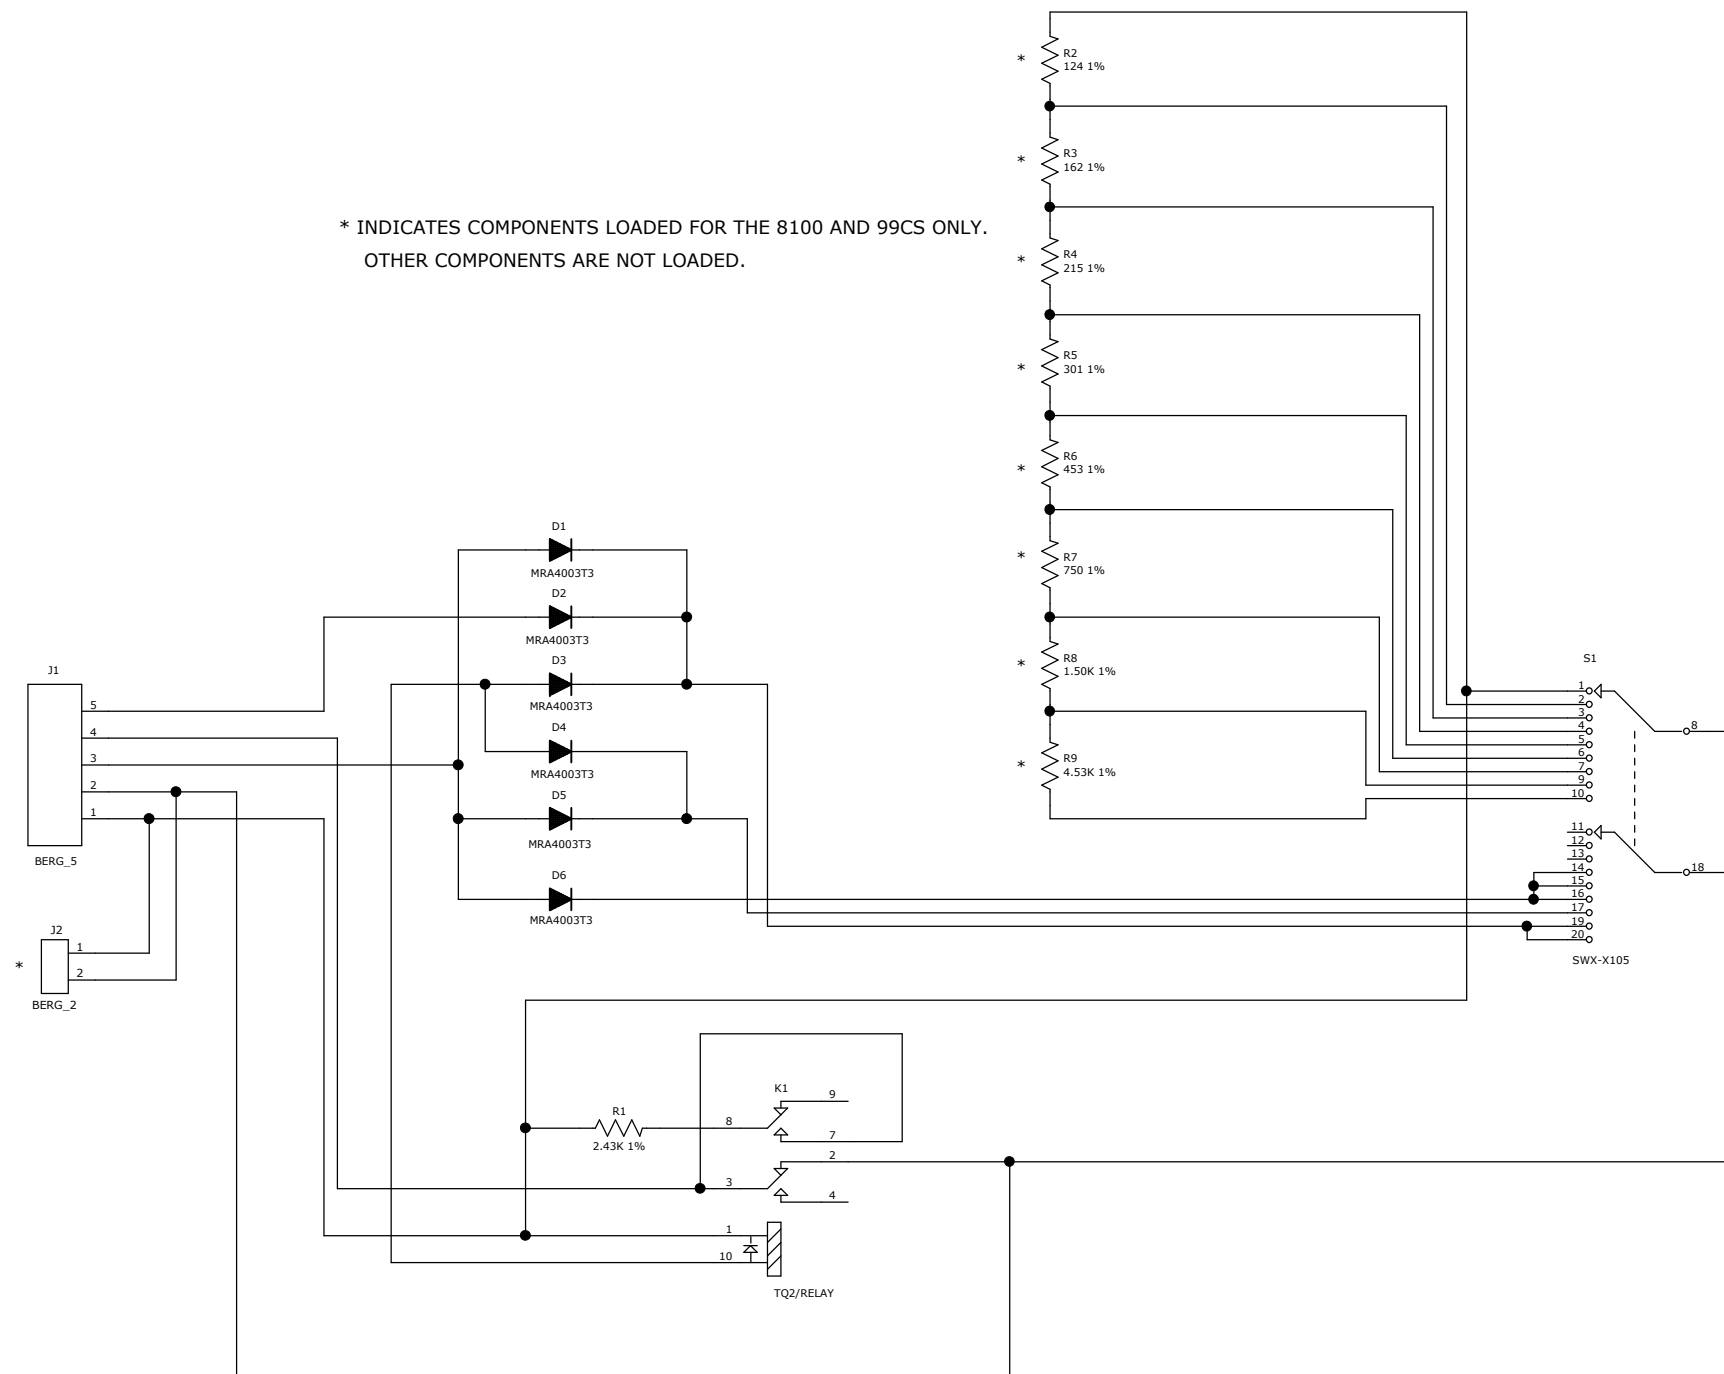 *
R2
124 1%
*
R3
162 1%
* INDICATES COMPONENTS LOADED FOR THE 8100 AND 99CS ONLY.
OTHER COMPONENTS ARE NOT LOADED.
*
R4
215 1%
*
R5
301 1%
*
R6
453 1%
*
R7
750 1%
*
R8
1.50K 1%
*
R9
4.53K 1%
D1
MRA4003T3
D2
MRA4003T3
D3
MRA4003T3
D4
MRA4003T3
D5
MRA4003T3
D6
MRA4003T3
J1
5
4
3
2
1
BERG_5
J2
1
2
*
BERG_2
S1
1
2
3
4
5
6
7
9
10
8
11
12
13
14
15
16
17
19
20
18
SWX-X105
K1
R1
2.43K 1%
8
9
7
3
2
4
1
10
TQ2/RELAY